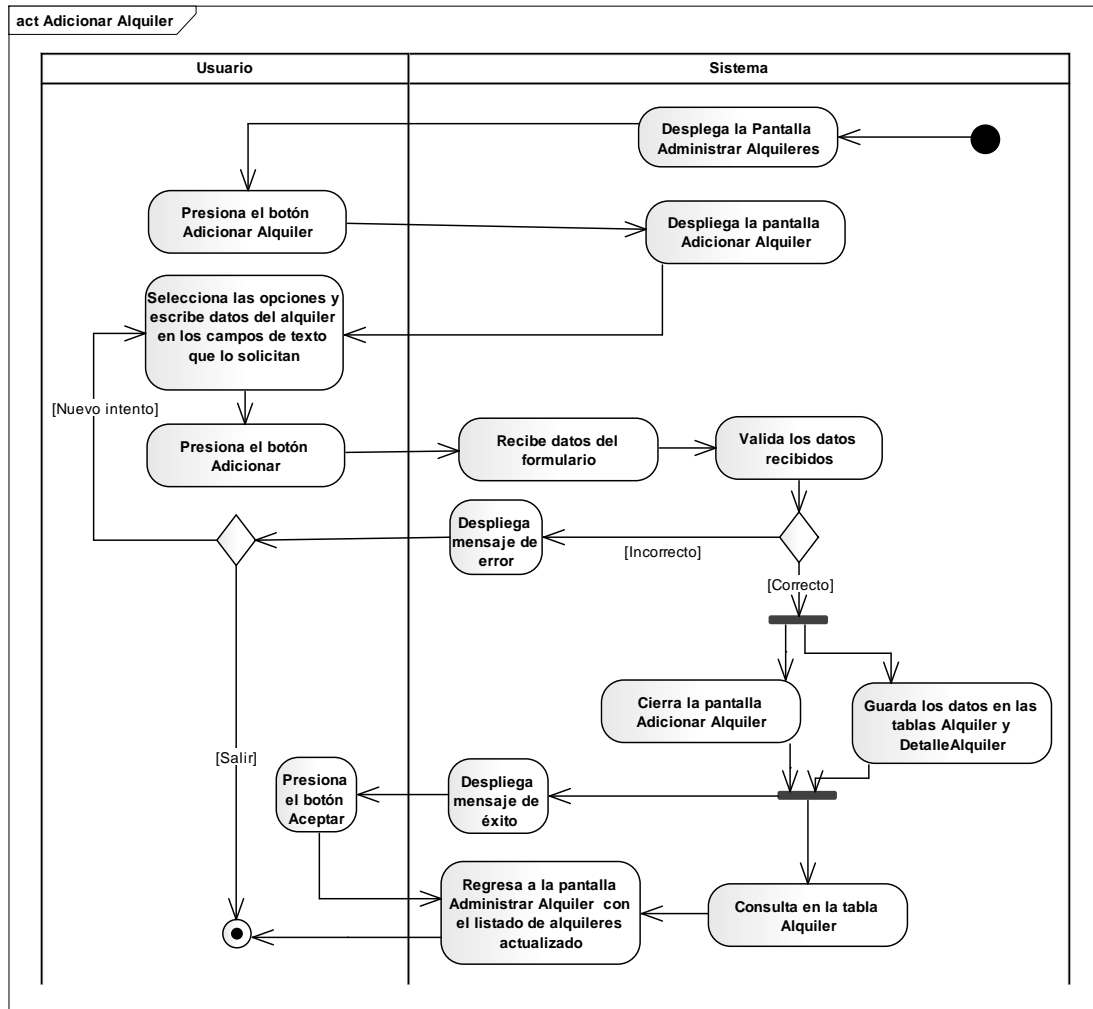 act Adicionar Alquiler
Usuario
Sistema
Desplega la Pantalla
Administrar Alquileres
Presiona el botón
Adicionar Alquiler
Despliega la pantalla
Adicionar Alquiler
Selecciona las opciones y
escribe datos del alquiler
en los campos de texto
que lo solicitan
[Nuevo intento]
Presiona el botón
Adicionar
Recibe datos del
formulario
Valida los datos
recibidos
Despliega
mensaje de
error
[Incorrecto]
[Correcto]
Cierra la pantalla
Adicionar Alquiler
Guarda los datos en las
tablas Alquiler y
DetalleAlquiler
[Salir]
Presiona
el botón
Aceptar
Despliega
mensaje de
éxito
Regresa a la pantalla
Administrar Alquiler con
el listado de alquileres
actualizado
Consulta en la tabla
Alquiler